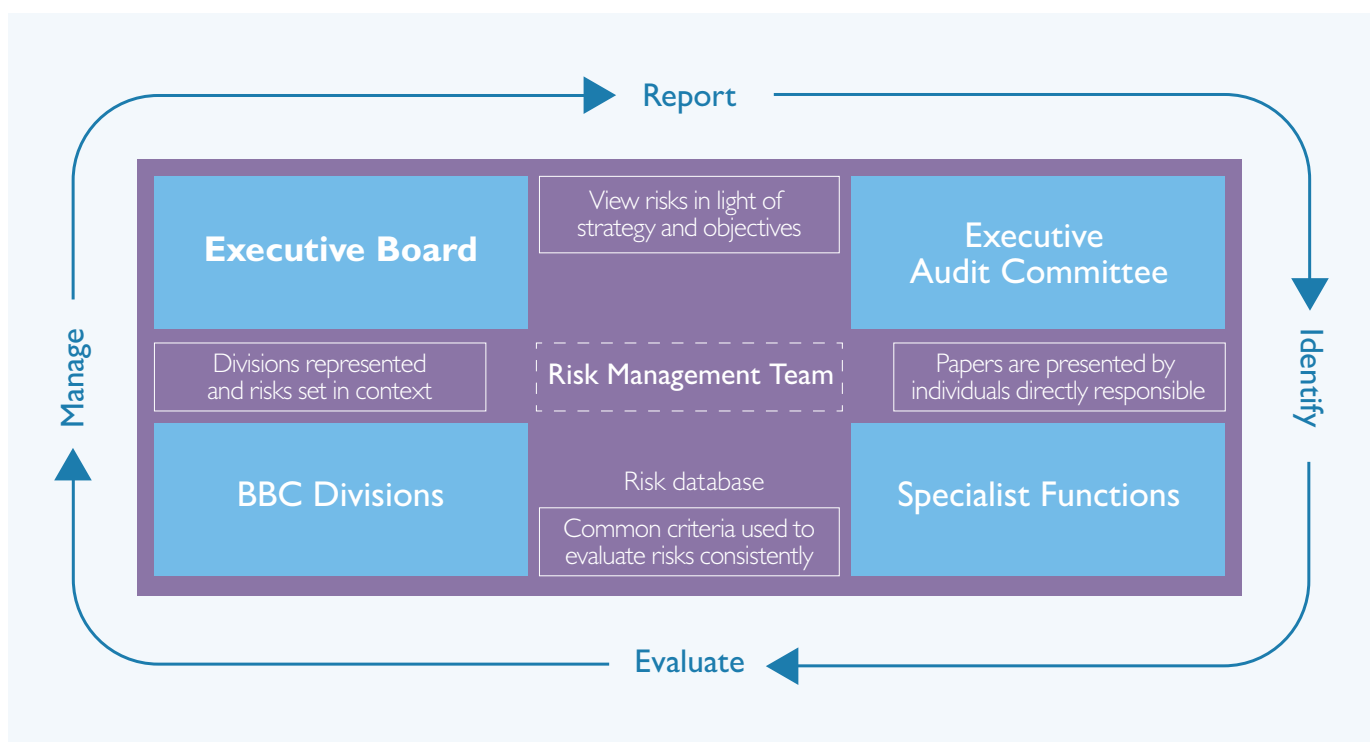 Report
Executive Board
View risks in light of
strategy and objectives
Executive
Audit Committee
Manage
Divisions represented
and risks set in context
Risk Management Team
Papers are presented by
individuals directly responsible
Identify
BBC Divisions
Risk database
Common criteria used to
evaluate risks consistently
Specialist Functions
Evaluate